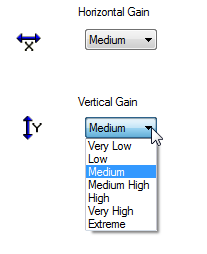 Horizontal Gain
X
Medium
Vertical Gain
Y
Medium
Very Low
Low
Medium
Medium High
High
Very High
Extreme